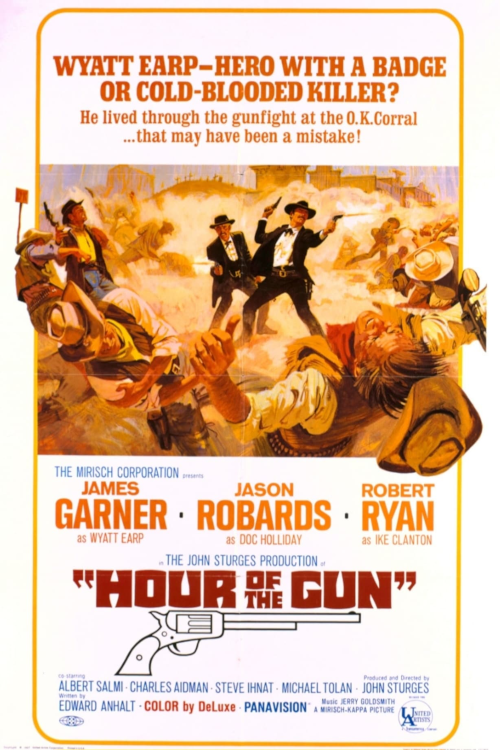 WYATT EARP–HERO WITH A BADGE
OR COLD-BLOODED KILLER?
He lived through the gunfight at the O.K.Corral
...that may have been a mistake!
THE MIRISCH CORPORATION presents
JAMES GARNER · JASON ROBARDS · ROBERT RYAN
as WYATT EARP as DOC HOLLIDAY as IKE CLANTON
in THE JOHN STURGES PRODUCTION of
"HOUR OF THE GUN"
co-starring
ALBERT SALMI · CHARLES AIDMAN · STEVE IHNAT · MICHAEL TOLAN · Produced and Directed by JOHN STURGES
Written by EDWARD ANHALT · COLOR by DeLuxe · PANAVISION® · Music JERRY GOLDSMITH
A MIRISCH-KAPPA PICTURE
UNITED ARTISTS